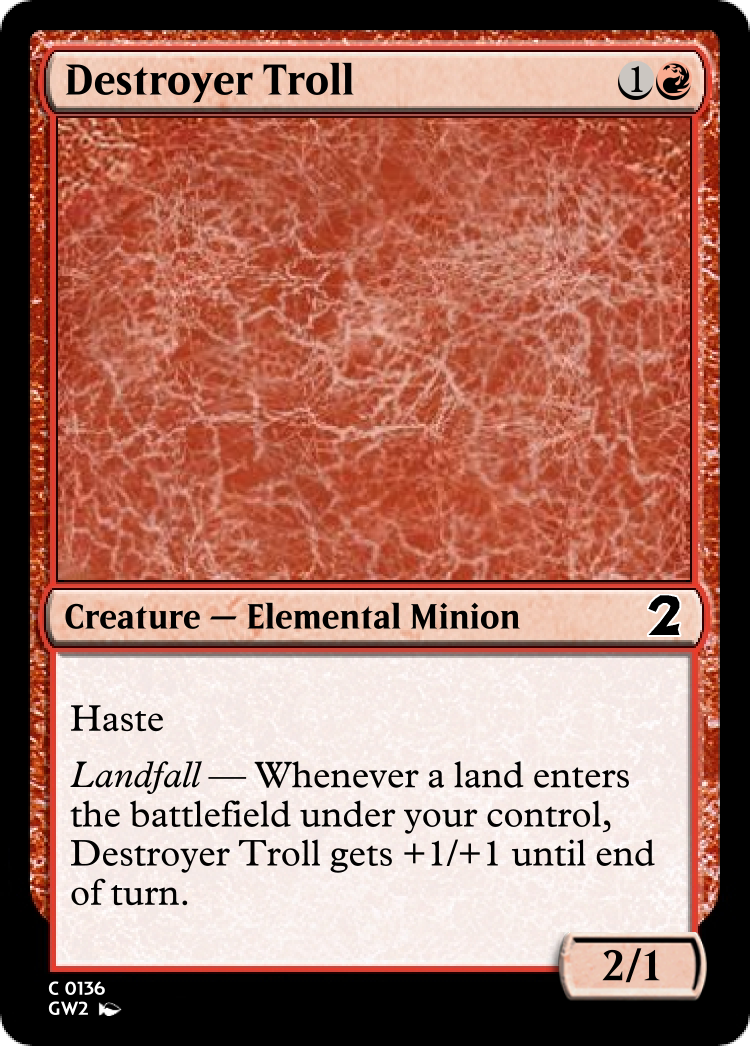 Destroyer Troll 1
Creature — Elemental Minion 2
Haste
Landfall — Whenever a land enters
the battlefield under your control,
Destroyer Troll gets +1/+1 until end
of turn.
2/1
C 0136
GW2